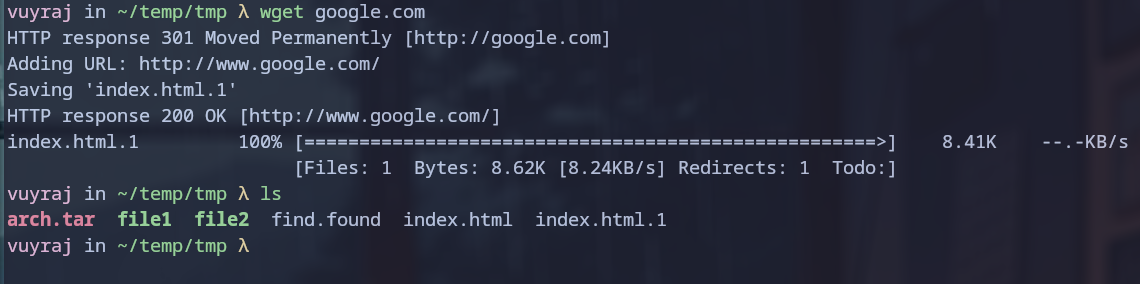 vuyraj in ~/temp/tmp λ wget google.com
HTTP response 301 Moved Permanently [http://google.com]
Adding URL: http://www.google.com/
Saving 'index.html.1'
HTTP response 200 OK [http://www.google.com/]
index.html.1         100% [====================================================>]    8.41K    --.-KB/s
                          [Files: 1  Bytes: 8.62K [8.24KB/s] Redirects: 1  Todo:]
vuyraj in ~/temp/tmp λ ls
arch.tar  file1  file2  find.found  index.html  index.html.1
vuyraj in ~/temp/tmp λ